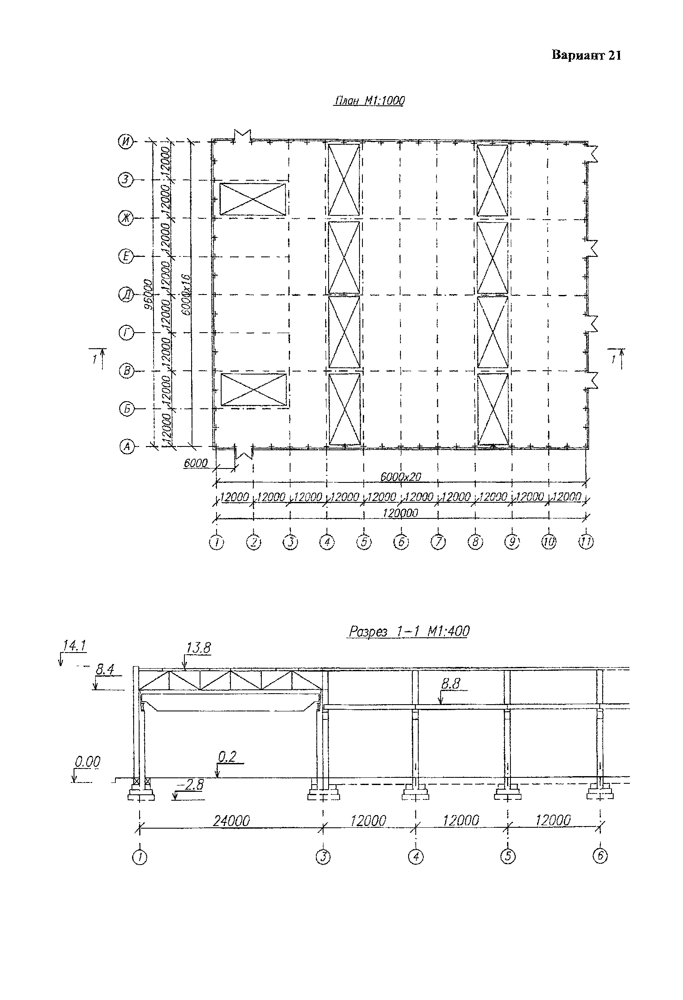 Вариант 21
План М1:1000
И
З
Ж
Е
Д
Г
В
Б
А
12000
12000
12000
12000
12000
12000
12000
12000
96000
6000х16
1
1
6000
6000х20
12000 12000 12000 12000 12000 12000 12000 12000 12000 12000
120000
1 2 3 4 5 6 7 8 9 10 11
Разрез 1-1 М1:400
14.1
13.8
8.4
8.8
0.00
0.2
-2.8
24000 12000 12000 12000
1 3 4 5 6